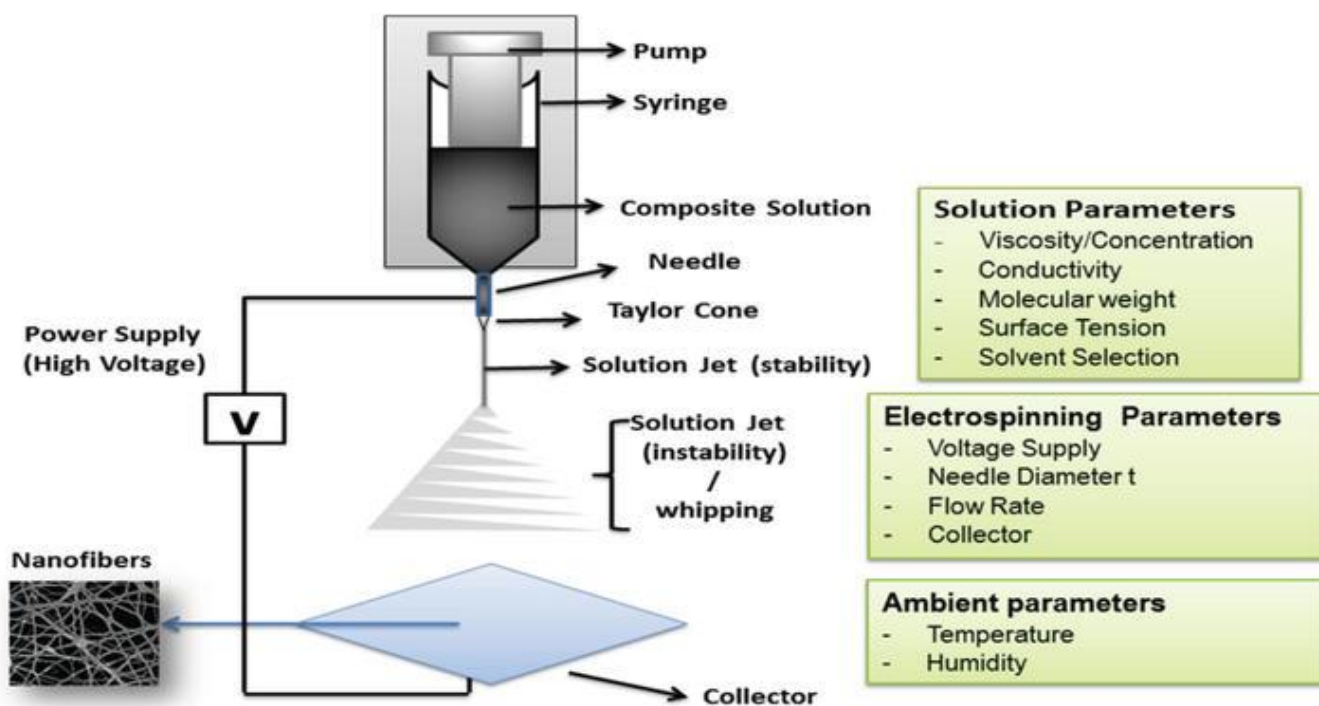 Pump
Syringe
Composite Solution
Needle
Taylor Cone
Solution Jet (stability)
Solution Jet
(instability)
/
whipping
Power Supply
(High Voltage)
V
Nanofibers
Collector
Solution Parameters
- Viscosity/Concentration
- Conductivity
- Molecular weight
- Surface Tension
- Solvent Selection
Electrospinning Parameters
- Voltage Supply
- Needle Diameter t
- Flow Rate
- Collector
Ambient parameters
- Temperature
- Humidity